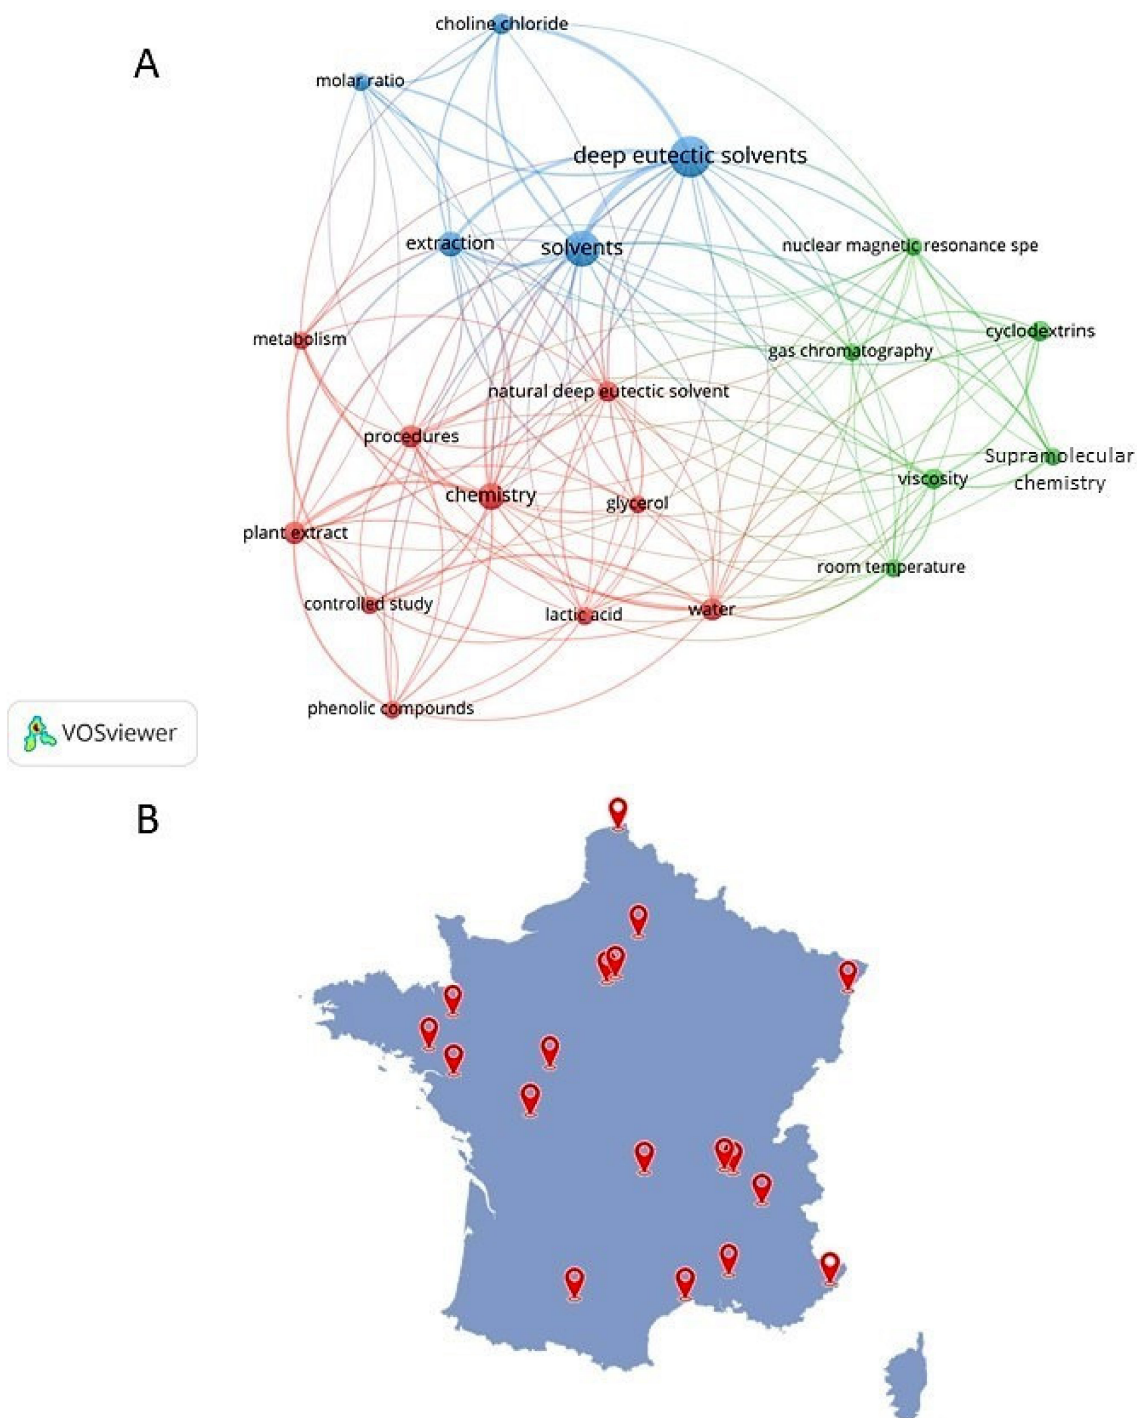 A
choline chloride
molar ratio
deep eutectic solvents
extraction
solvents
nuclear magnetic resonance spe
cyclodextrins
metabolism
gas chromatography
natural deep eutectic solvent
procedures
Supramolecular
chemistry
viscosity
chemistry
glycerol
plant extract
room temperature
controlled study
lactic acid
water
phenolic compounds
VOSviewer
B